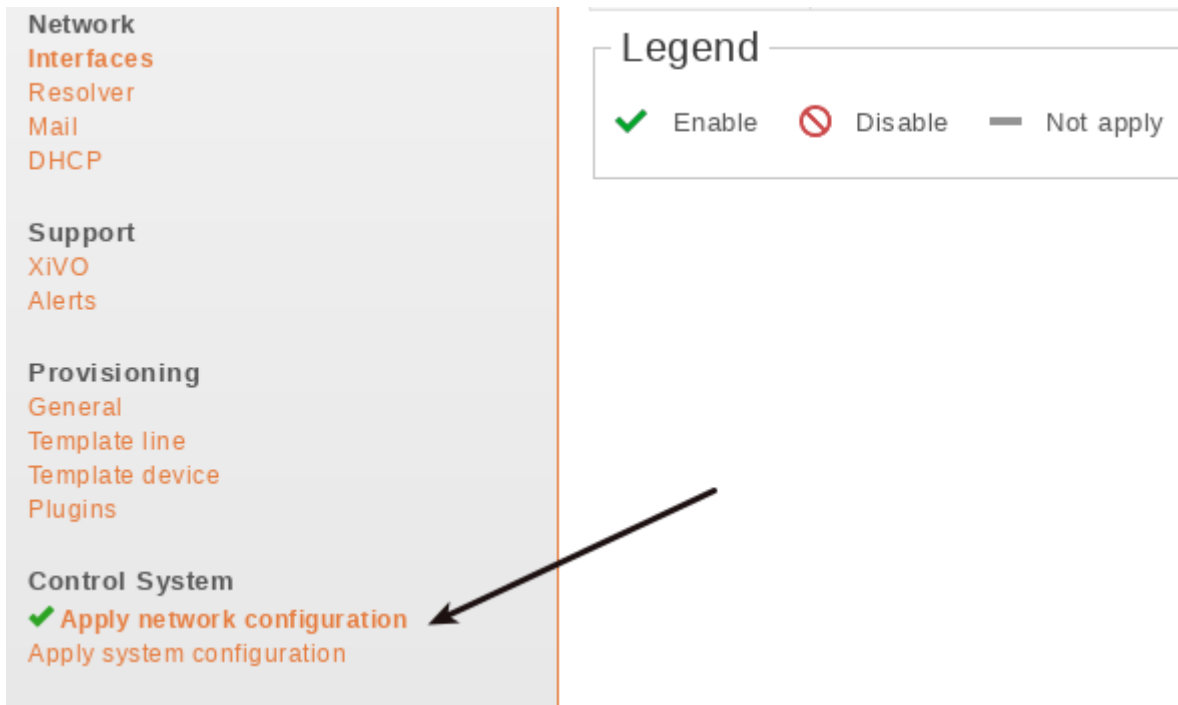 Network
Interfaces
Resolver
Mail
DHCP
Support
XiVO
Alerts
Provisioning
General
Template line
Template device
Plugins
Control System
Apply network configuration
Apply system configuration
Legend
Enable Disable Not apply